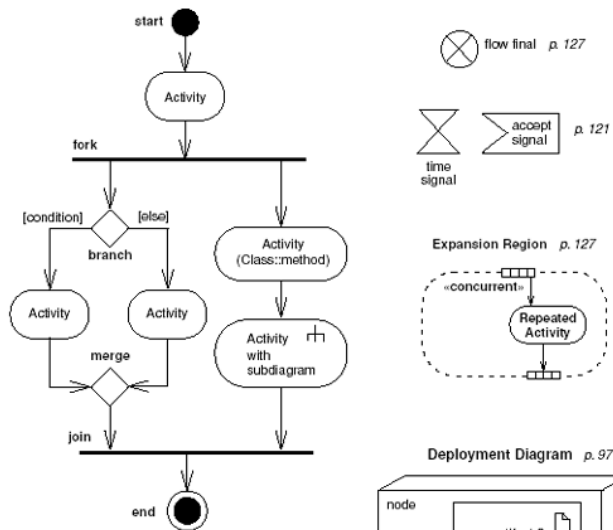 start
Activity
fork
[condition]
[else]
branch
Activity
Activity
merge
Activity
(Class::method)
Activity
with
subdiagram
join
end
flow final p. 127
time
signal
accept
signal
p. 121
Expansion Region p. 127
«concurrent»
Repeated
Activity
Deployment Diagram p. 97
node